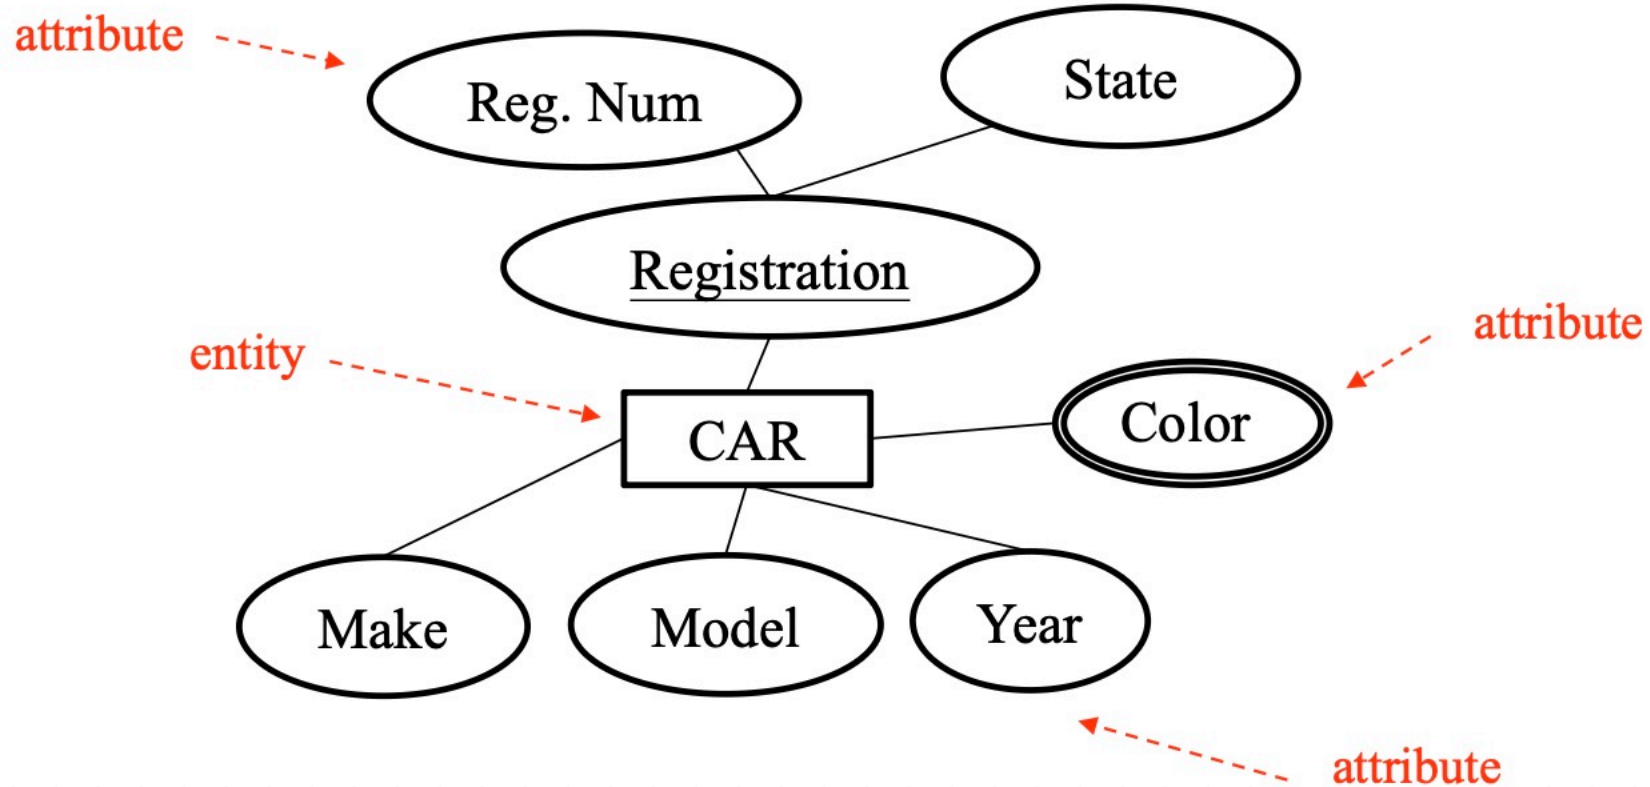 attribute
Reg. Num
State
Registration
entity
attribute
CAR
Color
Make
Model
Year
attribute